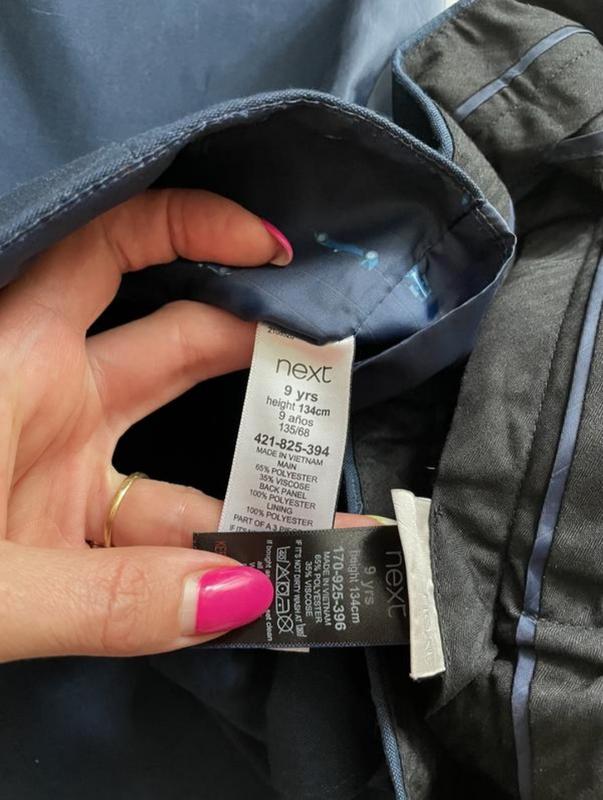 next
9 yrs
height 134cm
9 años
135/68
421-825-394
MADE IN VIETNAM
MAIN
65% POLYESTER
35% VISCOSE
BACK PANEL
100% POLYESTER
LINING
100% POLYESTER
PART OF A 3 PIECE
next
9 yrs
height 134cm
170-925-396
MADE IN VIETNAM
65% POLYESTER
35% VISCOSE
IF IT'S NOT DIRTY WASH AT